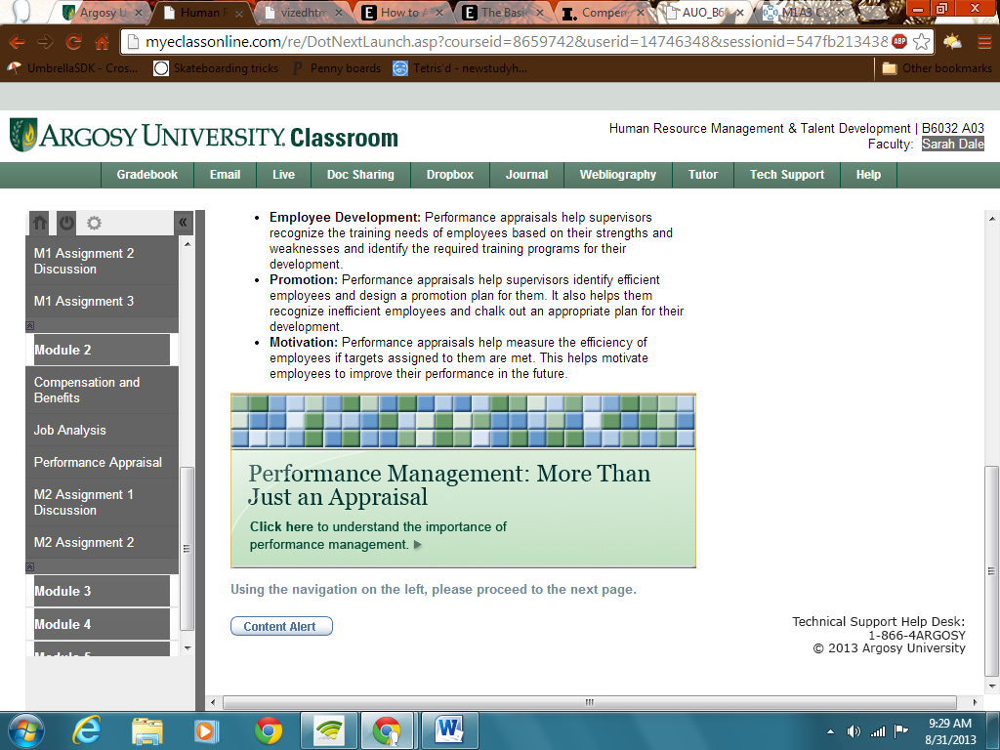 Argosy U
Human R
vizedhtm
How to A
The Basi
Compen
AUO_B6
M1A3 C
myeclassonline.com/re/DotNextLaunch.asp?courseid=8659742&userid=14746348&sessionid=547fb213438
ABP
UmbrellaSDK - Cros...
Skateboarding tricks
Penny boards
Tetris'd - newstudyh...
Other bookmarks
ARGOSY UNIVERSITY. Classroom
Human Resource Management & Talent Development | B6032 A03
Faculty: Sarah Dale
Gradebook
Email
Live
Doc Sharing
Dropbox
Journal
Webliography
Tutor
Tech Support
Help
M1 Assignment 2
Discussion
M1 Assignment 3
Module 2
Compensation and
Benefits
Job Analysis
Performance Appraisal
M2 Assignment 1
Discussion
M2 Assignment 2
Module 3
Module 4
Module 5
• Employee Development: Performance appraisals help supervisors
recognize the training needs of employees based on their strengths and
weaknesses and identify the required training programs for their
development.
• Promotion: Performance appraisals help supervisors identify efficient
employees and design a promotion plan for them. It also helps them
recognize inefficient employees and chalk out an appropriate plan for their
development.
• Motivation: Performance appraisals help measure the efficiency of
employees if targets assigned to them are met. This helps motivate
employees to improve their performance in the future.
Performance Management: More Than
Just an Appraisal
Click here to understand the importance of
performance management.
Using the navigation on the left, please proceed to the next page.
Content Alert
Technical Support Help Desk:
1-866-4ARGOSY
© 2013 Argosy University
9:29 AM
8/31/2013